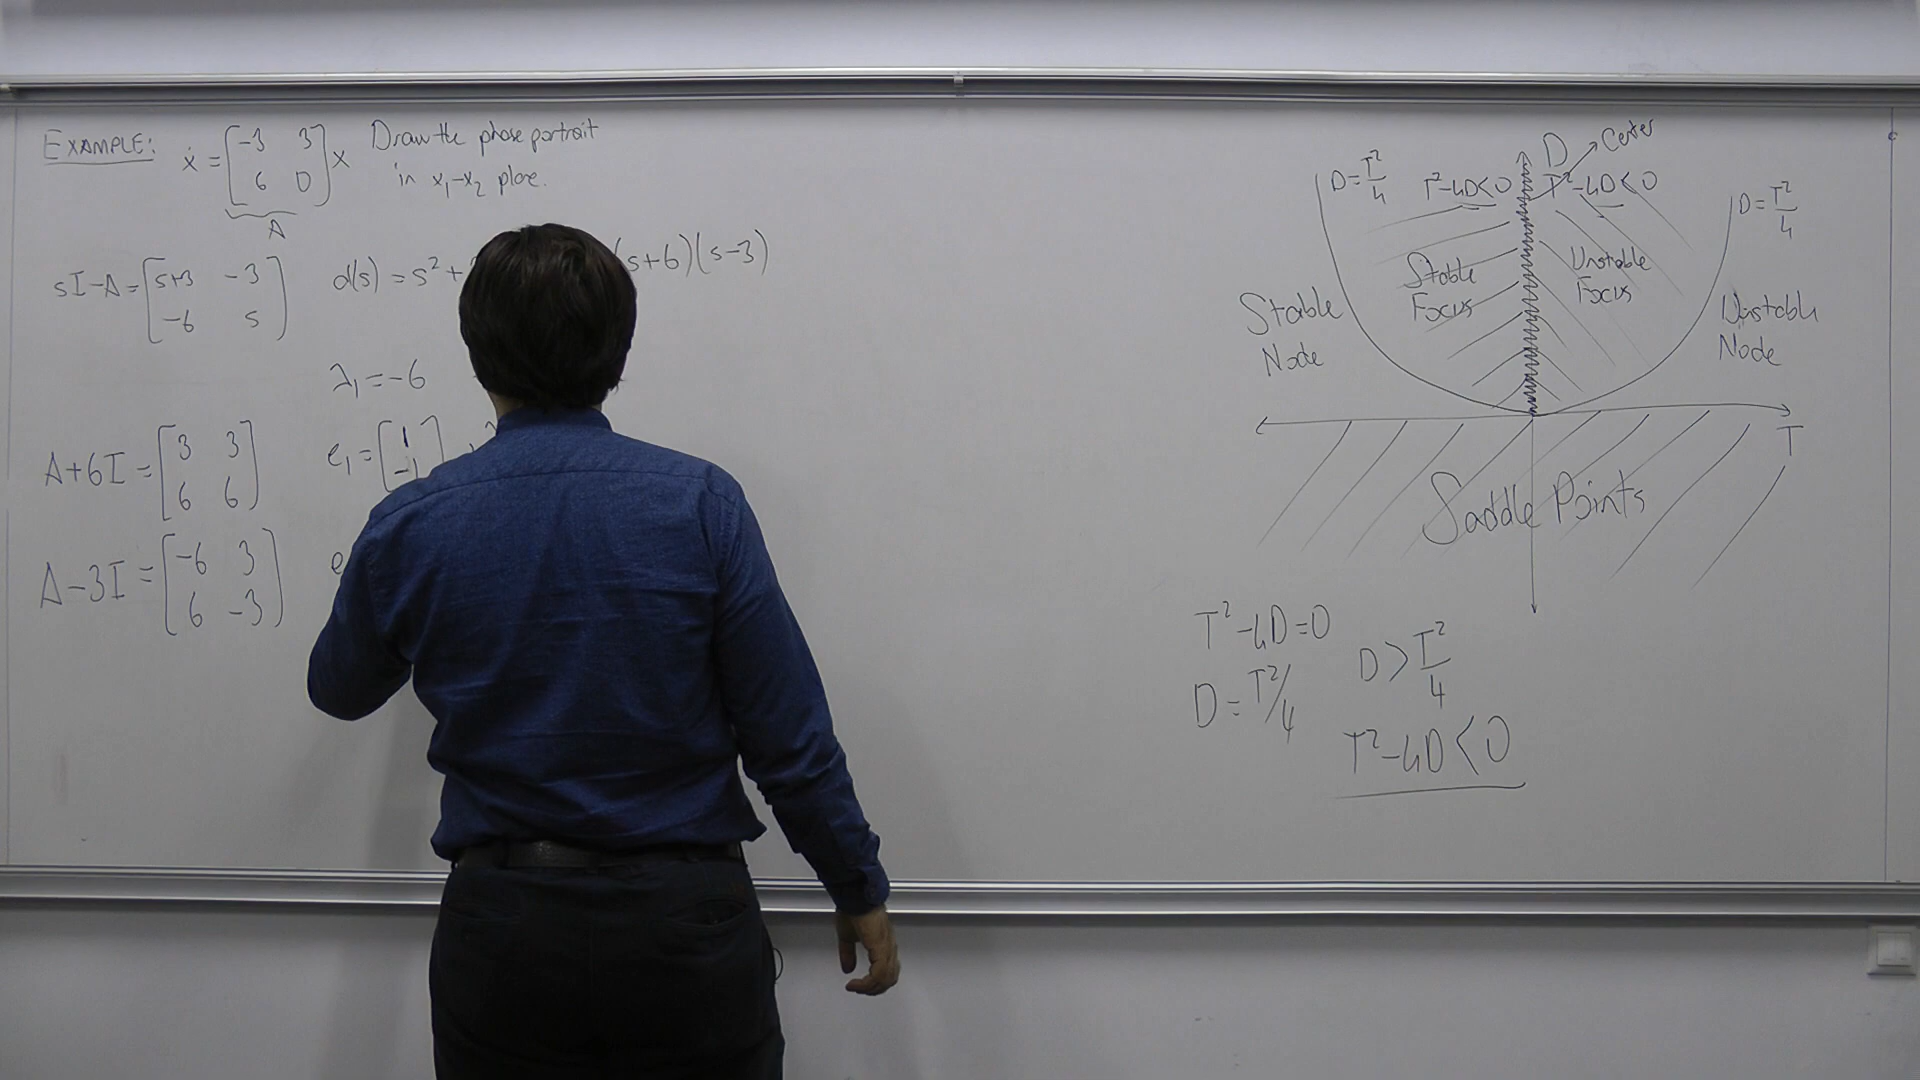 EXAMPLE: ẋ = [-3 3; 6 0] x Draw the phase portrait
in x₁-x₂ plane.
A
sI-A = [s+3 -3; -6 s] d(s) = s² + (s+6)(s-3)
λ₁ = -6
A+6I = [3 3; 6 6] e₁ = [1; -1]
A-3I = [-6 3; 6 -3] e
D
Center
D = T²/4
T²-4D<0
T²-4D<0
D = T²/4
Stable
Focus
Unstable
Focus
Stable
Node
Unstable
Node
T
Saddle Points
T²-4D=0
D = T²/4
D > T²/4
T²-4D<0